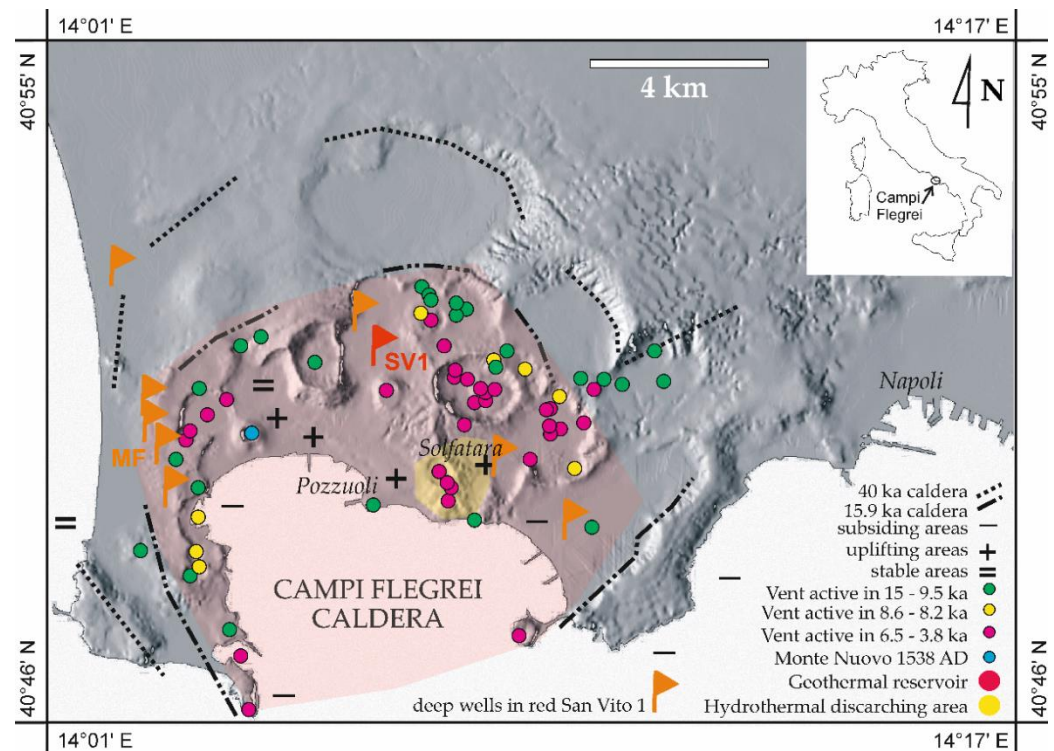 14°01' E
14°17' E
40°55' N
40°55' N
4 km
N
Campi
Flegrei
SV1
Napoli
MF
Solfatara
Pozzuoli
CAMPI FLEGREI
CALDERA
40 ka caldera
15.9 ka caldera
subsiding areas
uplifting areas
stable areas
Vent active in 15 - 9.5 ka
Vent active in 8.6 - 8.2 ka
Vent active in 6.5 - 3.8 ka
Monte Nuovo 1538 AD
Geothermal reservoir
deep wells in red San Vito 1
Hydrothermal discarching area
40°46' N
40°46' N
14°01' E
14°17' E